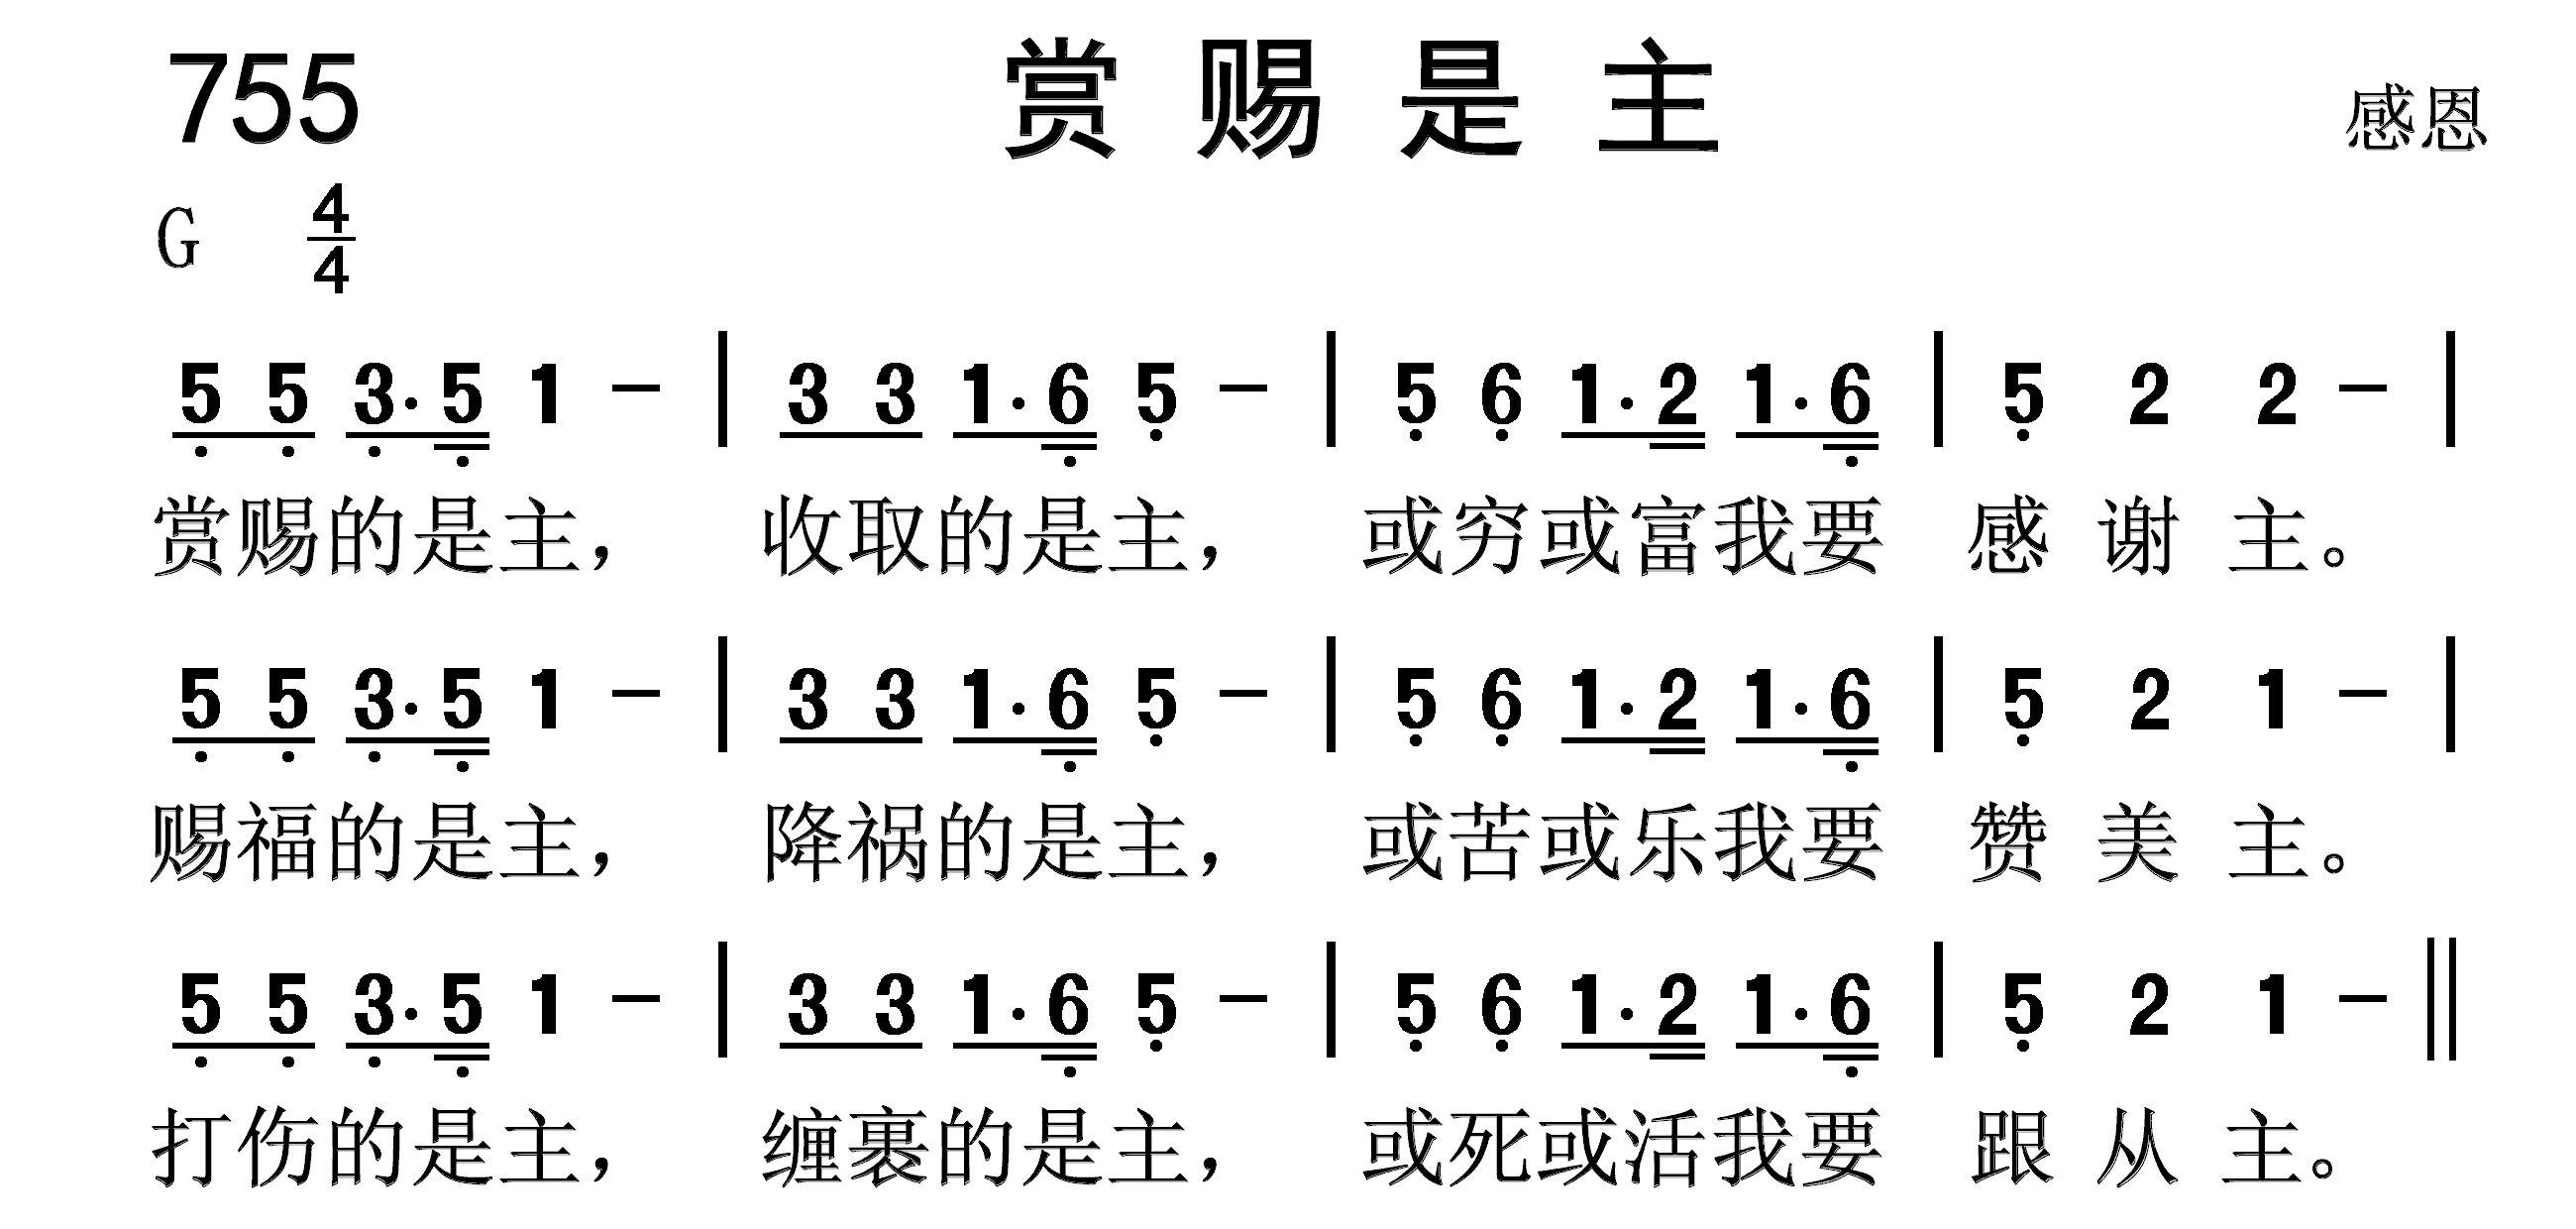 755 赏赐是主 感恩
G 4/4
5 5 3·5 1 — | 3 3 1·6 5 — | 5 6 1·2 1·6 | 5 2 2 — |
赏赐的是主， 收取的是主， 或穷或富我要 感谢主。
5 5 3·5 1 — | 3 3 1·6 5 — | 5 6 1·2 1·6 | 5 2 1 — |
赐福的是主， 降祸的是主， 或苦或乐我要 赞美主。
5 5 3·5 1 — | 3 3 1·6 5 — | 5 6 1·2 1·6 | 5 2 1 — ||
打伤的是主， 缠裹的是主， 或死或活我要 跟从主。